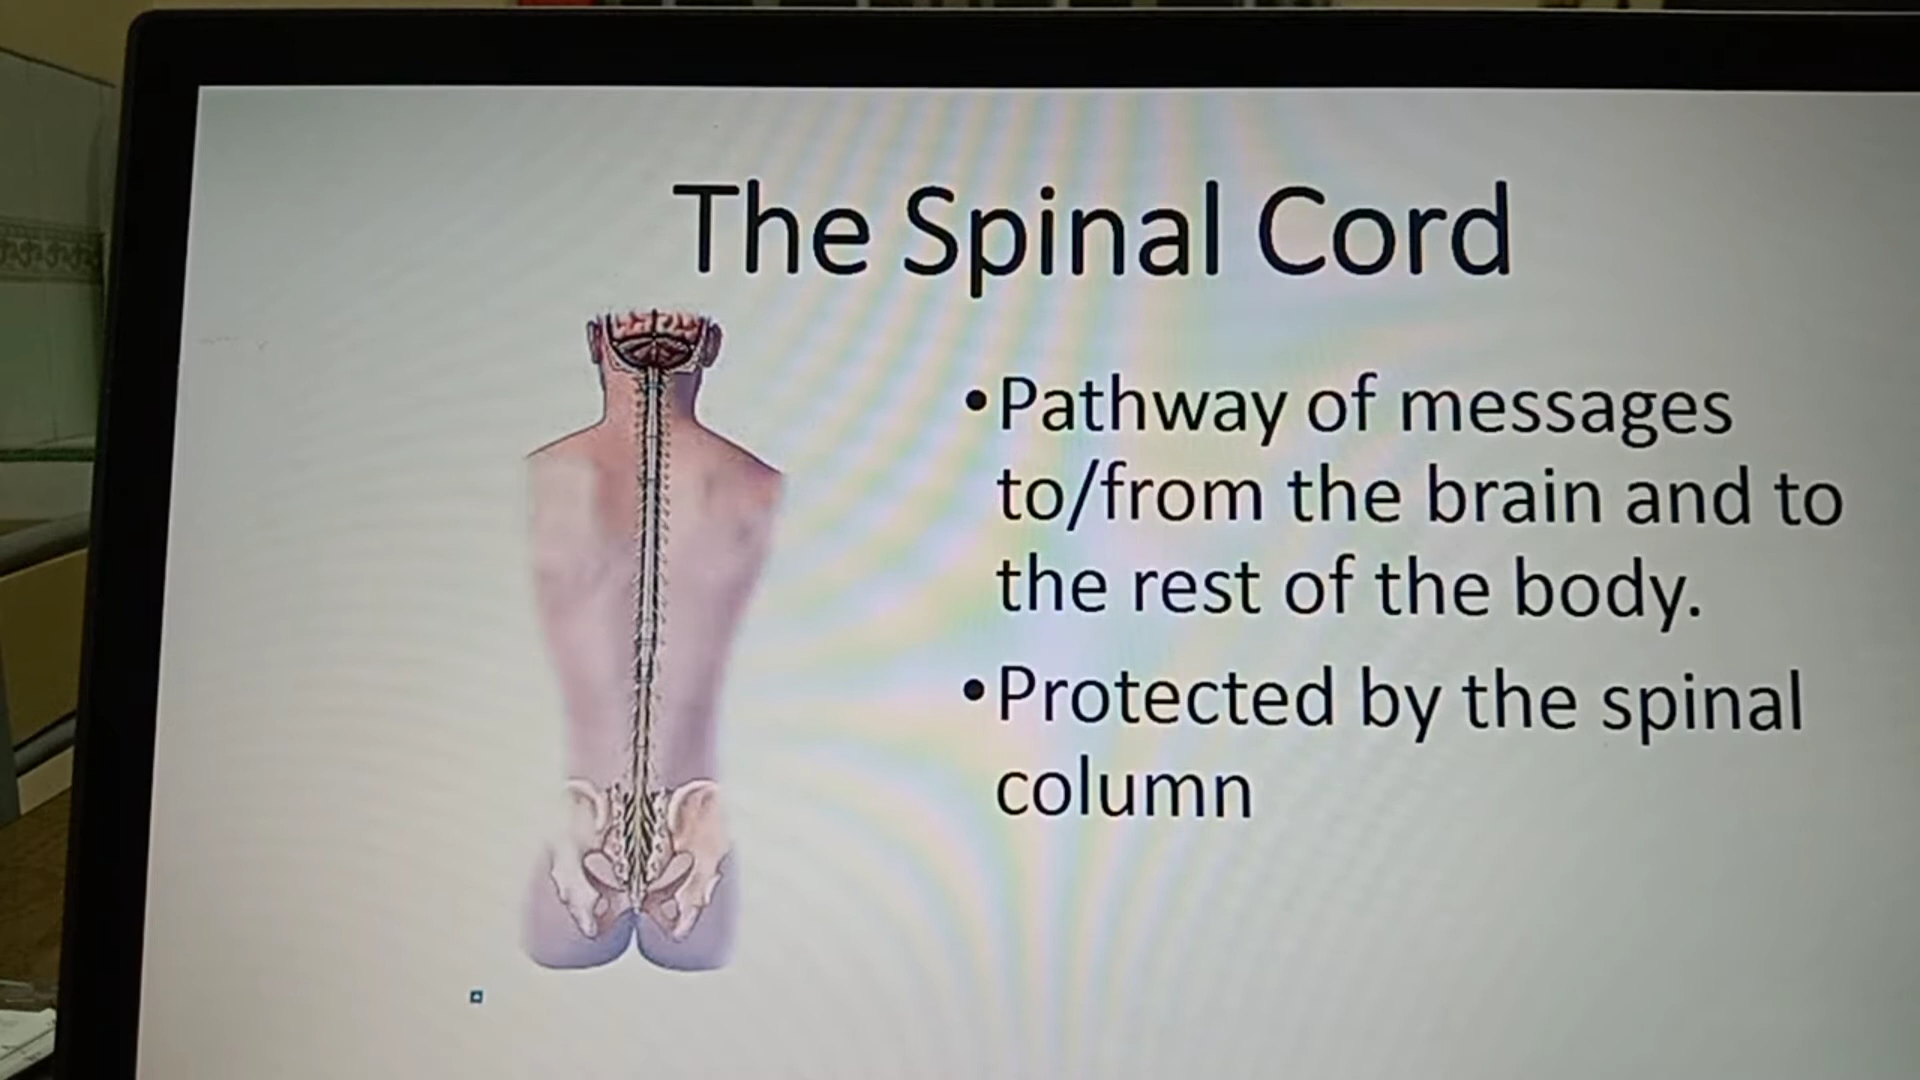 The Spinal Cord
•Pathway of messages
to/from the brain and to
the rest of the body.
•Protected by the spinal
column